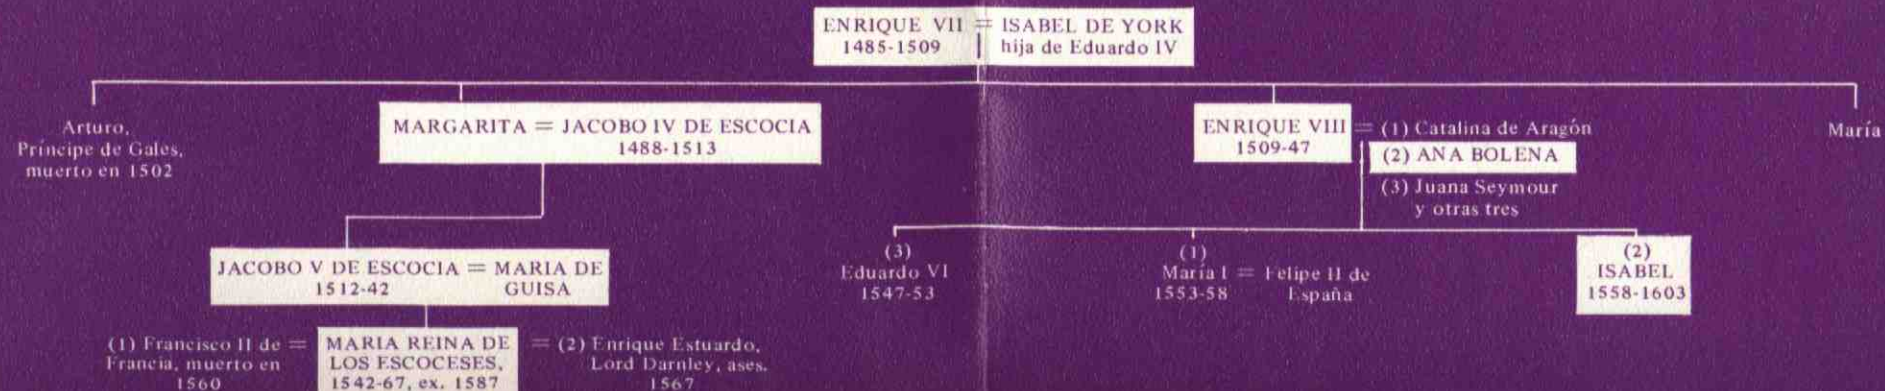 ENRIQUE VII = ISABEL DE YORK
1485-1509 hija de Eduardo IV
Arturo,
Príncipe de Gales,
muerto en 1502
MARGARITA = JACOBO IV DE ESCOCIA
1488-1513
ENRIQUE VIII = (1) Catalina de Aragón
1509-47
(2) ANA BOLENA
(3) Juana Seymour
y otras tres
María
JACOBO V DE ESCOCIA = MARIA DE
1512-42 GUISA
(3)
Eduardo VI
1547-53
(1)
María I = Felipe II de
1553-58 España
(2)
ISABEL
1558-1603
(1) Francisco II de =
Francia, muerto en
1560
MARIA REINA DE
LOS ESCOCESES,
1542-67, ex. 1587
= (2) Enrique Estuardo,
Lord Darnley, ases.
1567